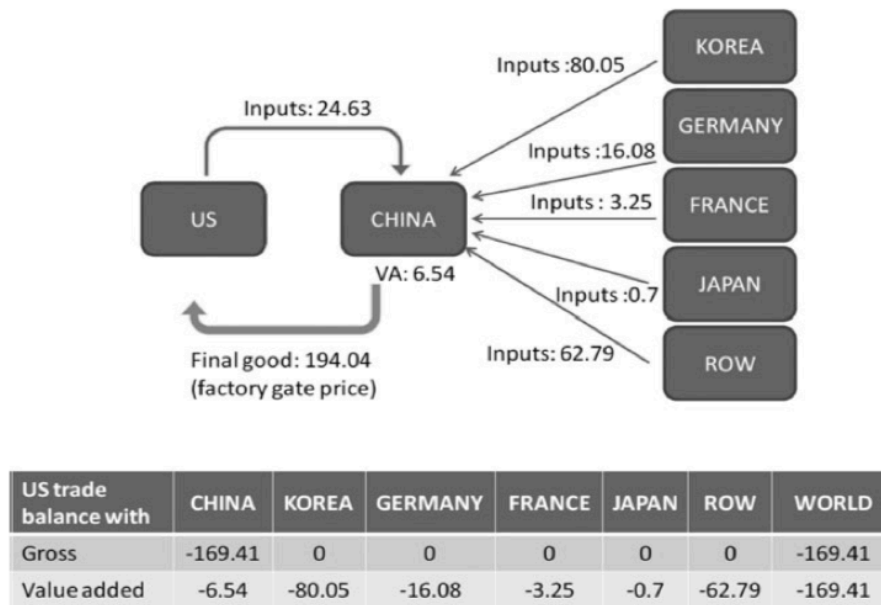 KOREA
Inputs :80.05
Inputs: 24.63
GERMANY
Inputs :16.08
US
CHINA
Inputs : 3.25
FRANCE
VA: 6.54
JAPAN
Inputs :0.7
Final good: 194.04
(factory gate price)
Inputs: 62.79
ROW
US trade
balance with
CHINA KOREA GERMANY FRANCE JAPAN ROW WORLD
Gross -169.41 0 0 0 0 0 -169.41
Value added -6.54 -80.05 -16.08 -3.25 -0.7 -62.79 -169.41